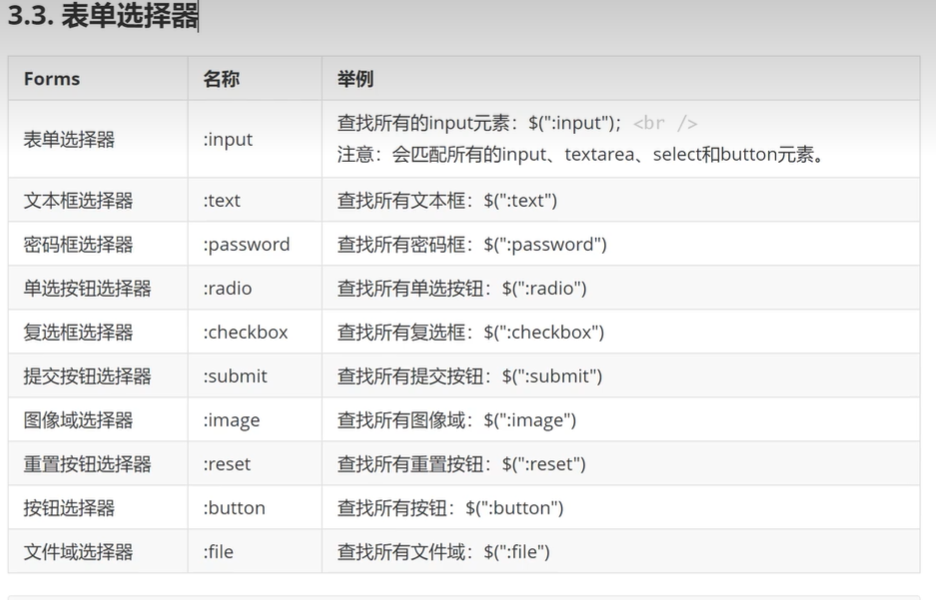 3.3. 表单选择器
Forms 名称 举例
表单选择器 :input 查找所有的input元素：$(":input"); <br />
注意：会匹配所有的input、textarea、select和button元素。
文本框选择器 :text 查找所有文本框：$(":text")
密码框选择器 :password 查找所有密码框：$(":password")
单选按钮选择器 :radio 查找所有单选按钮：$(":radio")
复选框选择器 :checkbox 查找所有复选框：$(":checkbox")
提交按钮选择器 :submit 查找所有提交按钮：$(":submit")
图像域选择器 :image 查找所有图像域：$(":image")
重置按钮选择器 :reset 查找所有重置按钮：$(":reset")
按钮选择器 :button 查找所有按钮：$(":button")
文件域选择器 :file 查找所有文件域：$(":file")